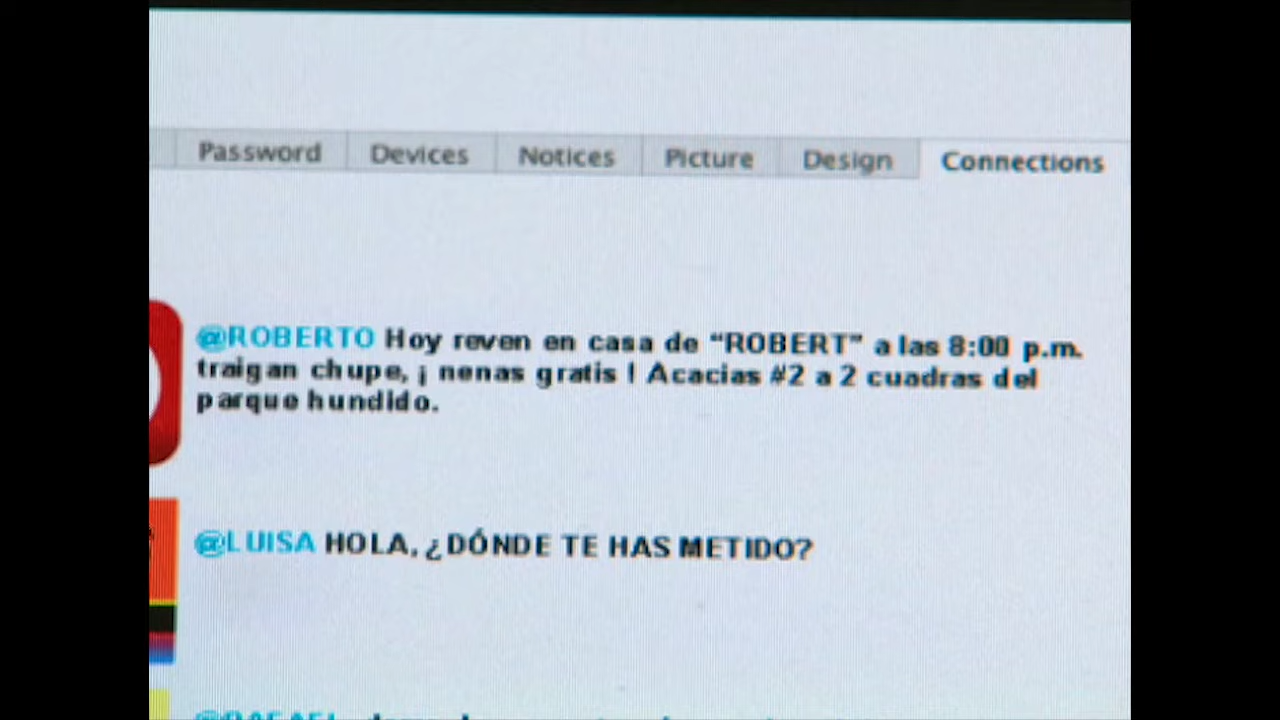 Password Devices Notices Picture Design Connections
@ROBERTO Hoy reven en casa de “ROBERT” a las 8:00 p.m.
traigan chupe, ¡ nenas gratis ! Acacias #2 a 2 cuadras del
parque hundido.
@LUISA HOLA, ¿DÓNDE TE HAS METIDO?
@RAFAEL